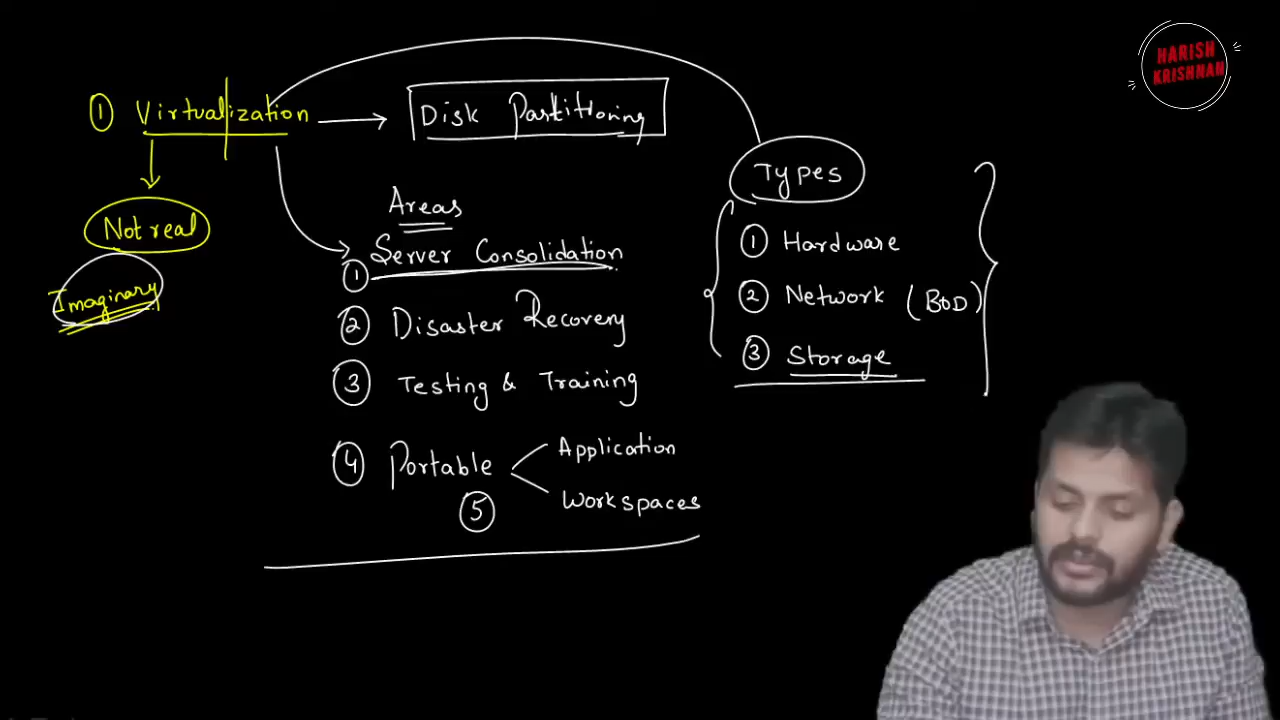 ① Virtualization → Disk Partitioning
Not real
Imaginary
Areas
① Server Consolidation
② Disaster Recovery
③ Testing & Training
④ Portable
Application
⑤ Workspaces
Types
① Hardware
② Network (BOD)
③ Storage
HARISH
KRISHNAN